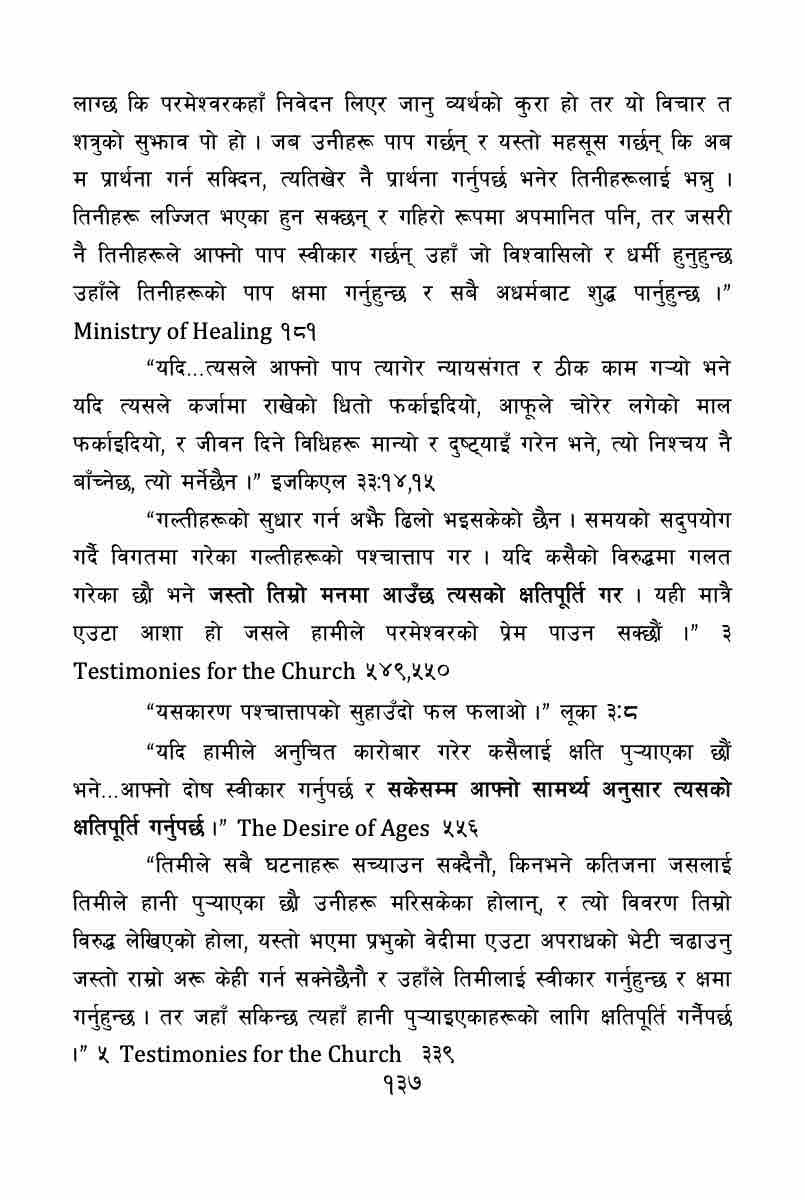 लाग्छ कि परमेश्वरकहाँ निवेदन लिएर जानु व्यर्थको कुरा हो तर यो विचार त
शत्रुको सुझाव पो हो । जब उनीहरू पाप गर्छन् र यस्तो महसूस गर्छन् कि अब
म प्रार्थना गर्न सक्दिन, त्यतिखेर नै प्रार्थना गर्नुपर्छ भनेर तिनीहरूलाई भन्नु ।
तिनीहरू लज्जित भएका हुन सक्छन् र गहिरो रूपमा अपमानित पनि, तर जसरी
नै तिनीहरूले आफ्नो पाप स्वीकार गर्छन् उहाँ जो विश्वासिलो र धर्मी हुनुहुन्छ
उहाँले तिनीहरूको पाप क्षमा गर्नुहुन्छ र सबै अधर्मबाट शुद्ध पार्नुहुन्छ ।”
Ministry of Healing १८१
“यदि...त्यसले आफ्नो पाप त्यागेर न्यायसंगत र ठीक काम गऱ्यो भने
यदि त्यसले कर्जामा राखेको धितो फर्काइदियो, आफूले चोरेर लगेको माल
फर्काइदियो, र जीवन दिने विधिहरू मान्यो र दुष्ट्याइँ गरेन भने, त्यो निश्चय नै
बाँच्नेछ, त्यो मर्नेछैन ।” इजकिएल ३३:१४,१५
“गल्तीहरूको सुधार गर्न अझै ढिलो भइसकेको छैन । समयको सदुपयोग
गर्दै विगतमा गरेका गल्तीहरूको पश्चात्ताप गर । यदि कसैको विरुद्धमा गलत
गरेका छौ भने जस्तो तिम्रो मनमा आउँछ त्यसको क्षतिपूर्ति गर । यही मात्रै
एउटा आशा हो जसले हामीले परमेश्वरको प्रेम पाउन सक्छौं ।” ३
Testimonies for the Church ५४९,५५०
“यसकारण पश्चात्तापको सुहाउँदो फल फलाओ ।” लूका ३:८
“यदि हामीले अनुचित कारोबार गरेर कसैलाई क्षति पुऱ्याएका छौं
भने...आफ्नो दोष स्वीकार गर्नुपर्छ र सकेसम्म आफ्नो सामर्थ्य अनुसार त्यसको
क्षतिपूर्ति गर्नुपर्छ ।” The Desire of Ages ५५६
“तिमीले सबै घटनाहरू सच्याउन सक्दैनौ, किनभने कतिजना जसलाई
तिमीले हानी पुऱ्याएका छौ उनीहरू मरिसकेका होलान्, र त्यो विवरण तिम्रो
विरुद्ध लेखिएको होला, यस्तो भएमा प्रभुको वेदीमा एउटा अपराधको भेटी चढाउनु
जस्तो राम्रो अरू केही गर्न सक्नेछैनौ र उहाँले तिमीलाई स्वीकार गर्नुहुन्छ र क्षमा
गर्नुहुन्छ । तर जहाँ सकिन्छ त्यहाँ हानी पुऱ्याइएकाहरूको लागि क्षतिपूर्ति गर्नैपर्छ
।” ५ Testimonies for the Church ३३९
१३७